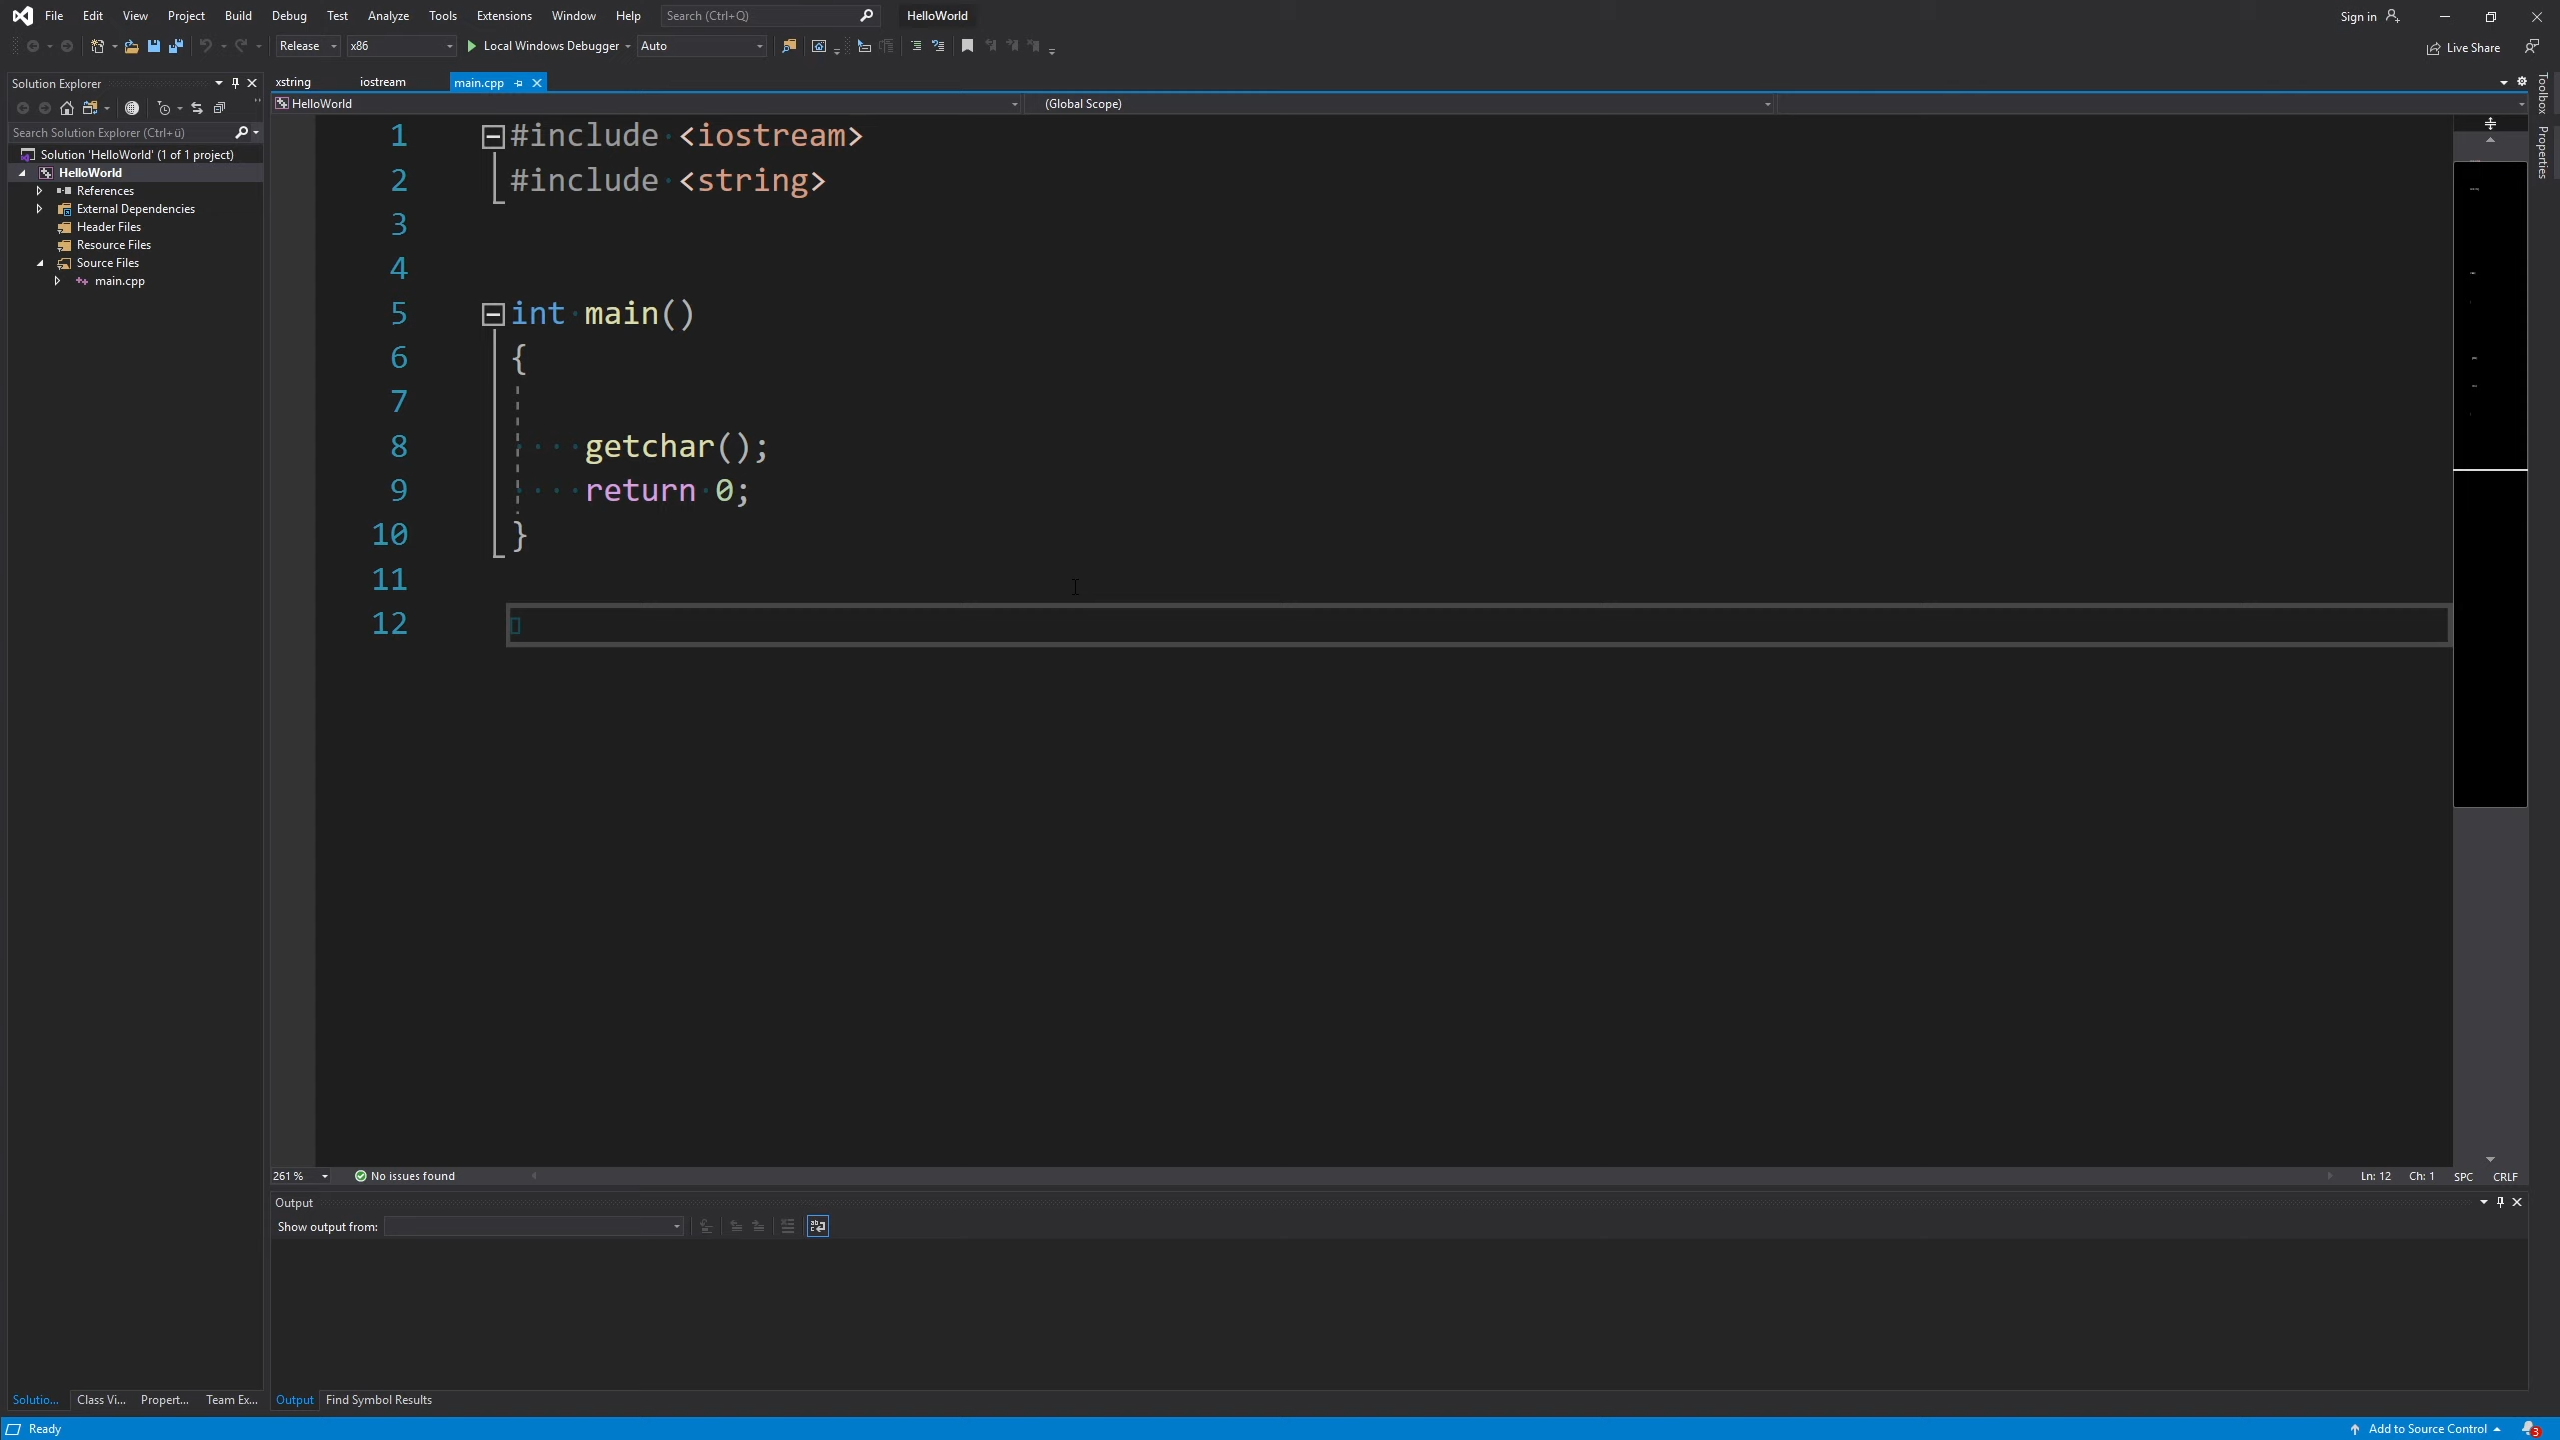 File Edit View Project Build Debug Test Analyze Tools Extensions Window Help Search (Ctrl+Q) HelloWorld Sign in
Release x86 Local Windows Debugger Auto Live Share
Solution Explorer
Search Solution Explorer (Ctrl+ü)
Solution 'HelloWorld' (1 of 1 project)
HelloWorld
References
External Dependencies
Header Files
Resource Files
Source Files
main.cpp
xstring iostream main.cpp
HelloWorld (Global Scope)
1 #include <iostream>
2 #include <string>
3
4
5 int main()
6 {
7
8 getchar();
9 return 0;
10 }
11
12
261 % No issues found Ln: 12 Ch: 1 SPC CRLF
Output
Show output from:
Solutio... Class Vi... Propert... Team Ex... Output Find Symbol Results
Ready Add to Source Control 3
Toolbox
Properties